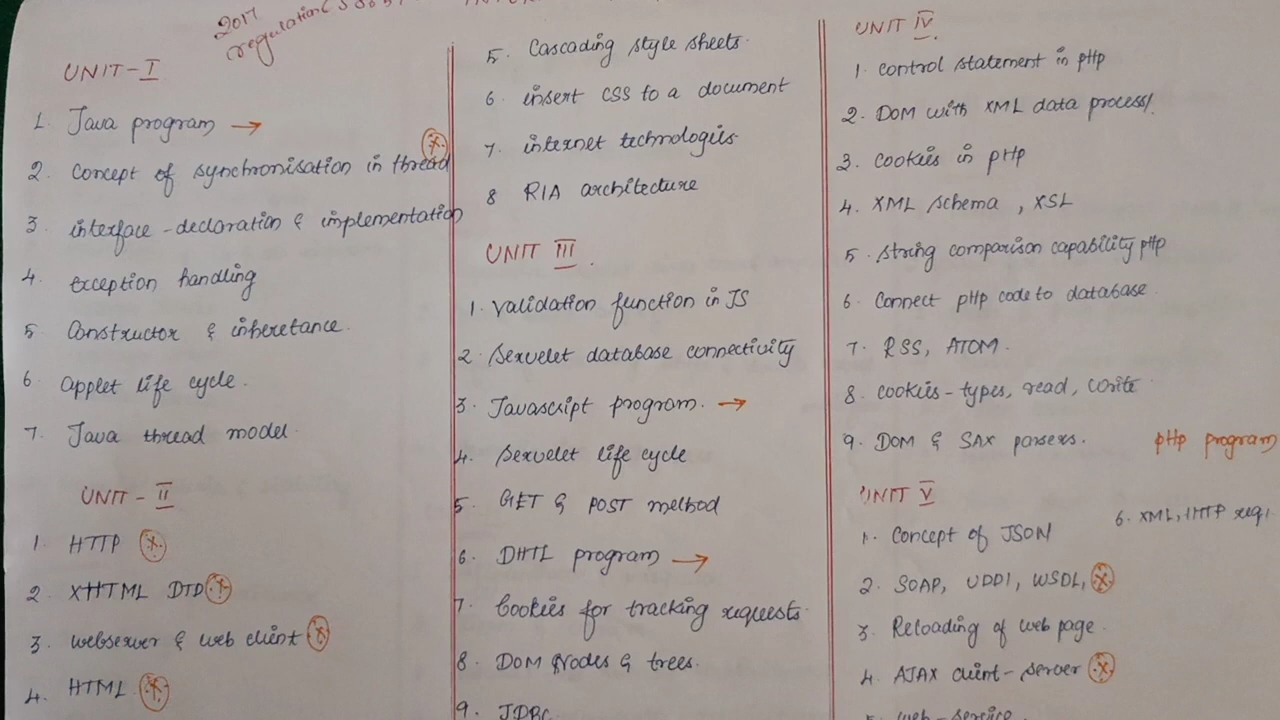 2017
regulation
UNIT-I
1. Java program →
2. Concept of synchronisation in thread
3. interface - declaration & implementation
4. exception handling
5. Constructor & inheretance.
6 applet life cycle.
7. Java thread model.
UNIT - II
1. HTTP
2. XHTML DTD
3. webserver & web client
4. HTML
5. Cascading style sheets.
6 insert CSS to a document
7. internet technologies
8 RIA architecture
UNIT III.
1. Validation function in JS
2. Servelet database connectivity
3. Javascript program. →
4. Servelet life cycle
5. GET & POST method
6. DHTL program →
7. Cookies for tracking requests.
8. DOM Nodes & trees.
9. JDBC
UNIT IV.
1. control statement in pHp
2. DOM with XML data process
3. cookies in pHp
4. XML schema, XSL
5. string comparison capability pHp
6 Connect pHp code to database.
7. RSS, ATOM.
8. cookies - types, read, write
9. DOM & SAX parsers. pHp program
UNIT V
1. Concept of JSON
6. XML, HTTP
2. SOAP, UDDI, WSDL,
3. Reloading of web page.
4. AJAX client-server
5. web-service.